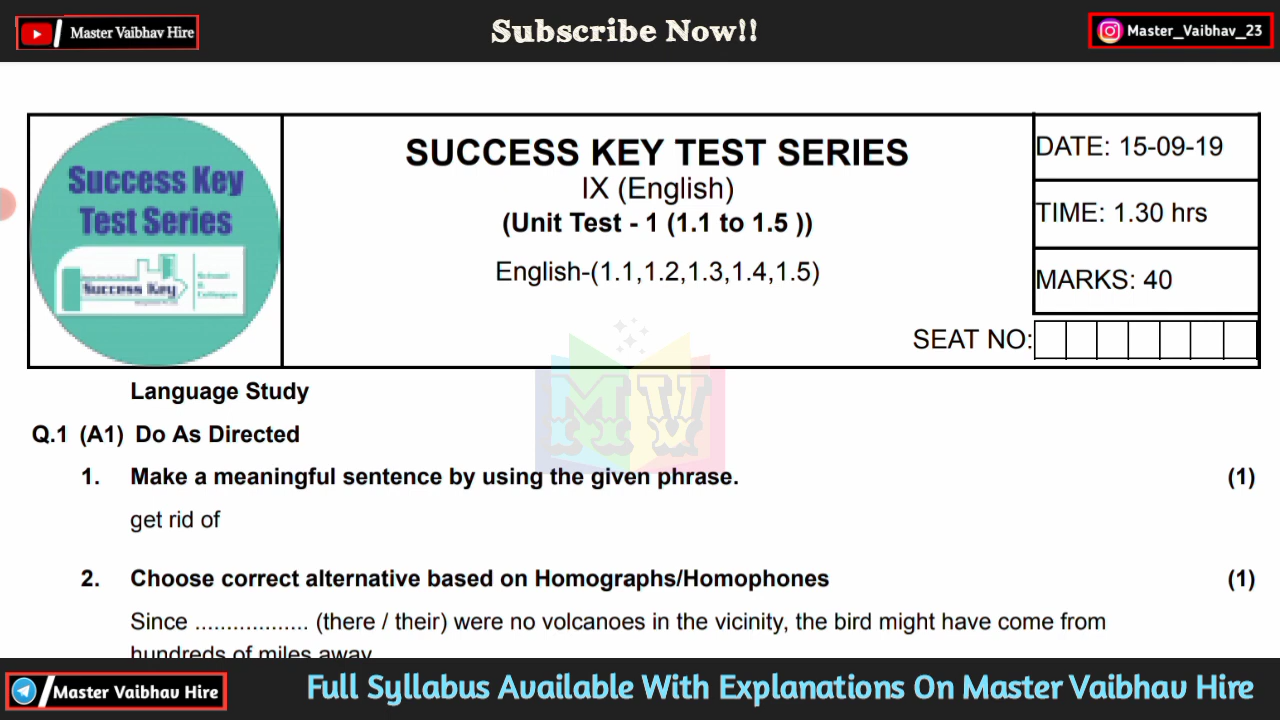 Master Vaibhav Hire
Subscribe Now!!
Master_Vaibhav_23
Success Key
Test Series
Success Key
SUCCESS KEY TEST SERIES
IX (English)
(Unit Test - 1 (1.1 to 1.5 ))
English-(1.1,1.2,1.3,1.4,1.5)
DATE: 15-09-19
TIME: 1.30 hrs
MARKS: 40
SEAT NO:
MW
Language Study
Q.1 (A1) Do As Directed
1. Make a meaningful sentence by using the given phrase. (1)
get rid of
2. Choose correct alternative based on Homographs/Homophones (1)
Since .................. (there / their) were no volcanoes in the vicinity, the bird might have come from
hundreds of miles away
Master Vaibhav Hire
Full Syllabus Available With Explanations On Master Vaibhav Hire